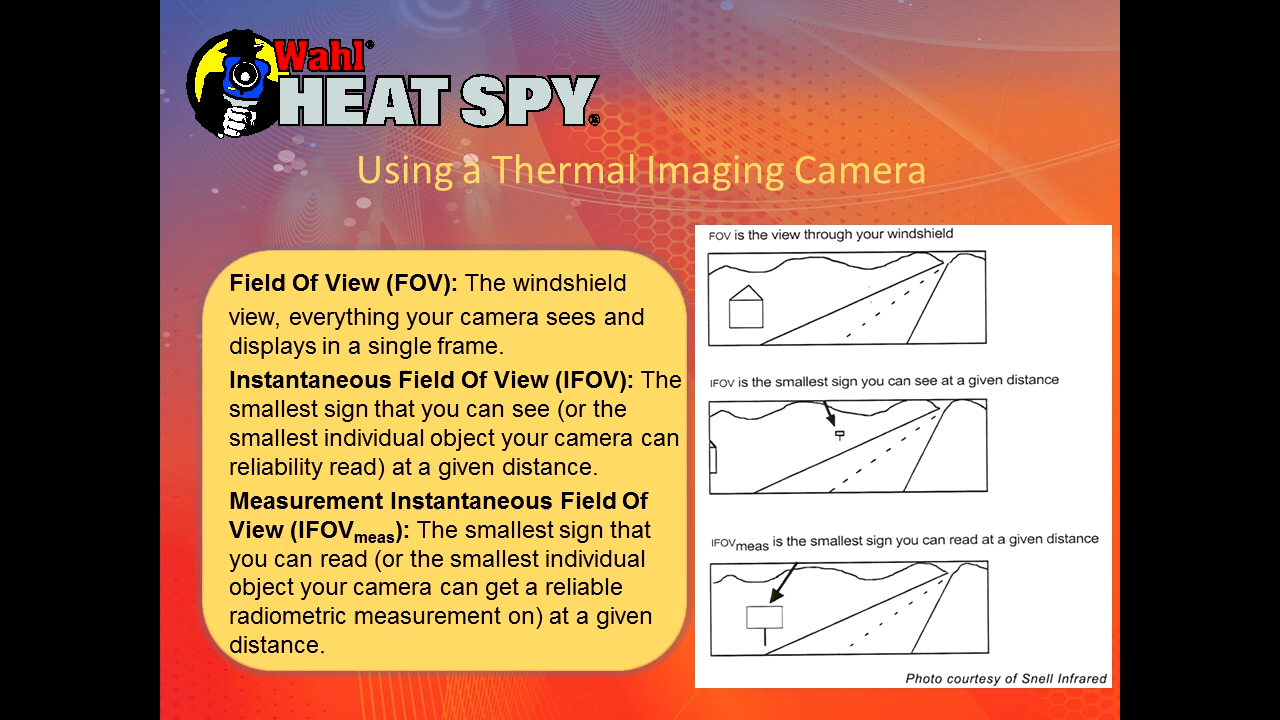 Wahl®
HEAT SPY®
Using a Thermal Imaging Camera
Field Of View (FOV): The windshield
view, everything your camera sees and
displays in a single frame.
Instantaneous Field Of View (IFOV): The
smallest sign that you can see (or the
smallest individual object your camera can
reliability read) at a given distance.
Measurement Instantaneous Field Of
View (IFOVmeas): The smallest sign that
you can read (or the smallest individual
object your camera can get a reliable
radiometric measurement on) at a given
distance.
FOV is the view through your windshield
IFOV is the smallest sign you can see at a given distance
IFOVmeas is the smallest sign you can read at a given distance
Photo courtesy of Snell Infrared